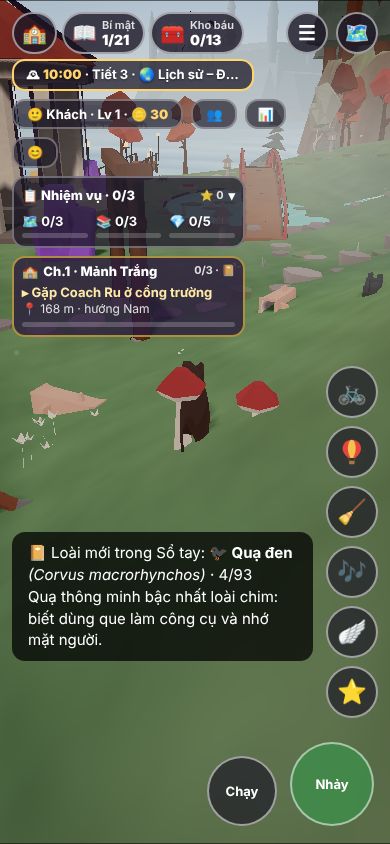 Bí mật
1/21
Kho báu
0/13
10:00 · Tiết 3 · Lịch sử – Đ...
Khách · Lv 1 · 30
Nhiệm vụ · 0/3
0 ▾
0/3
0/3
0/5
Ch.1 · Mảnh Trắng
0/3 ·
▸ Gặp Coach Ru ở cổng trường
168 m · hướng Nam
Loài mới trong Sổ tay: Quạ đen
(Corvus macrorhynchos) · 4/93
Quạ thông minh bậc nhất loài chim:
biết dùng que làm công cụ và nhớ
mặt người.
Chạy
Nhảy